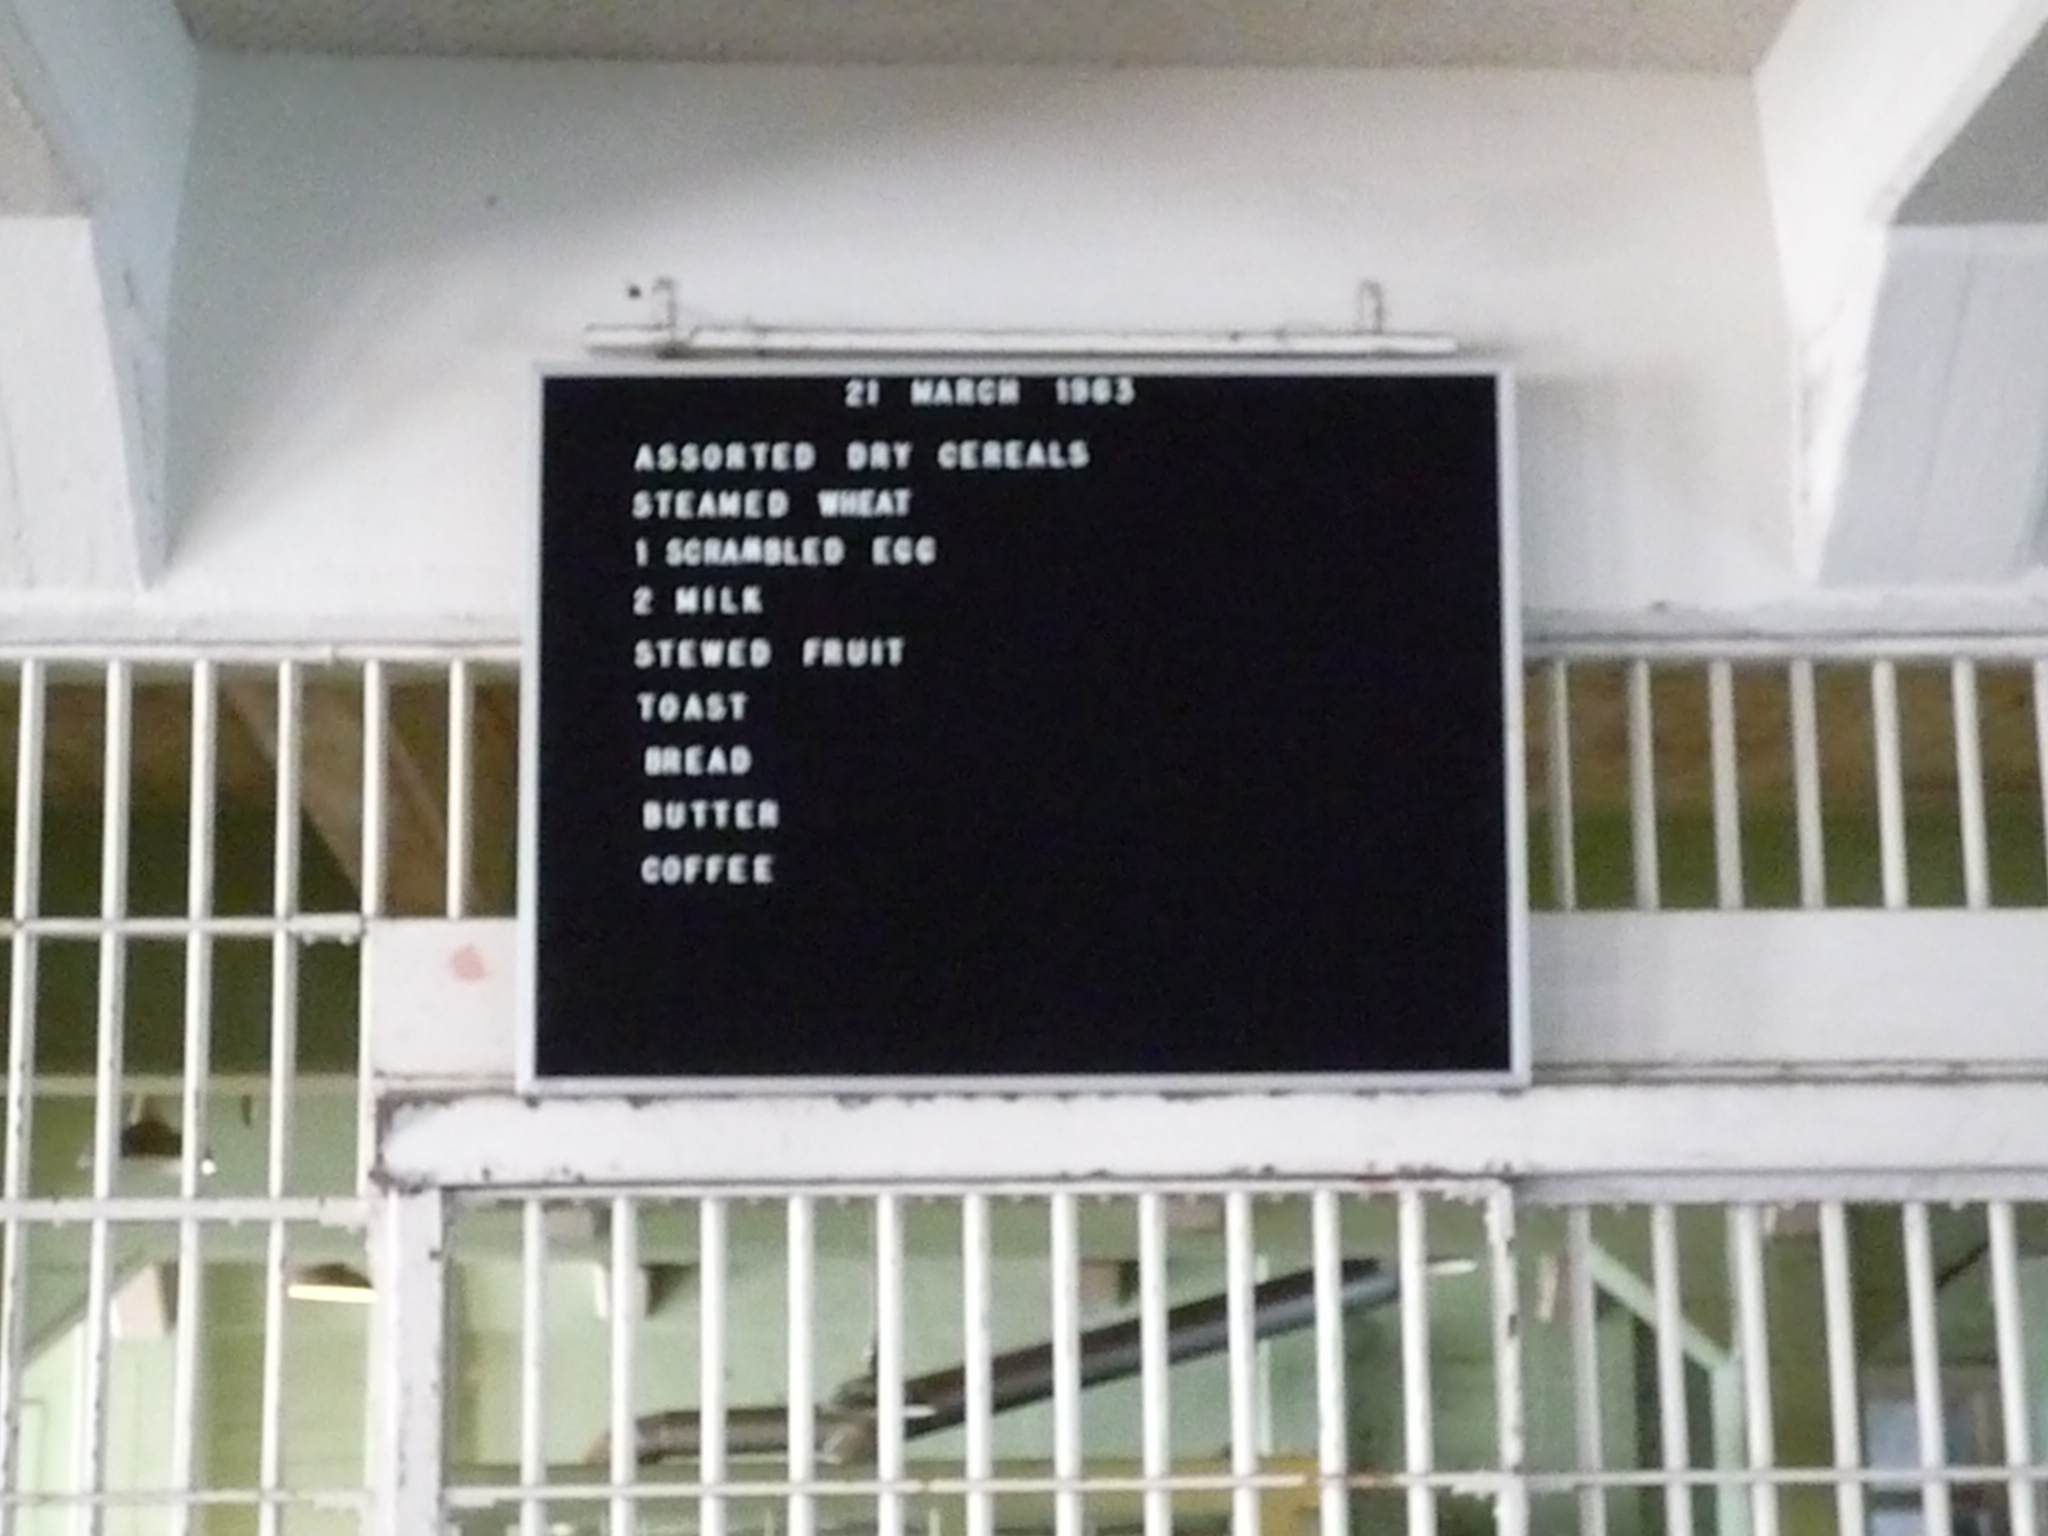 21 MARCH 1963
ASSORTED DRY CEREALS
STEAMED WHEAT
1 SCRAMBLED EGG
2 MILK
STEWED FRUIT
TOAST
BREAD
BUTTER
COFFEE